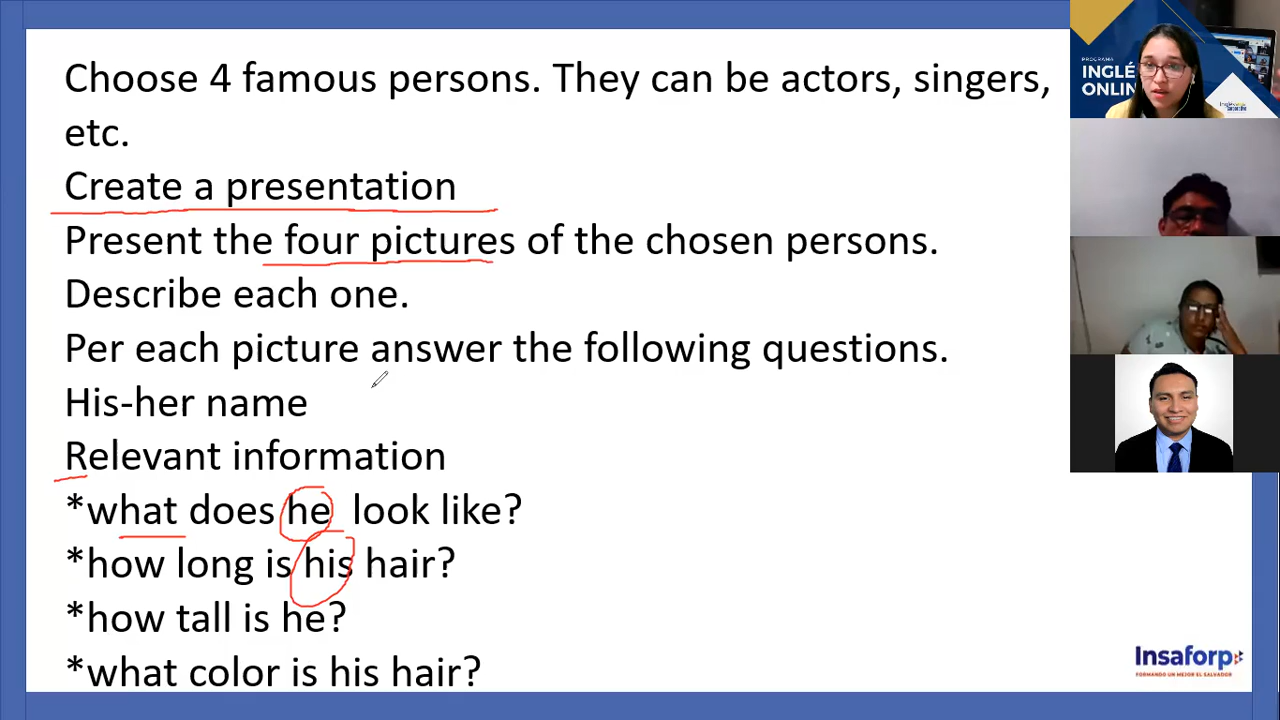 Choose 4 famous persons. They can be actors, singers,
etc.
Create a presentation
Present the four pictures of the chosen persons.
Describe each one.
Per each picture answer the following questions.
His-her name
Relevant information
*what does he look like?
*how long is his hair?
*how tall is he?
*what color is his hair?
PROGRAMA
INGLÉ
ONLIN
Insaforp
FORMANDO UN MEJOR EL SALVADOR